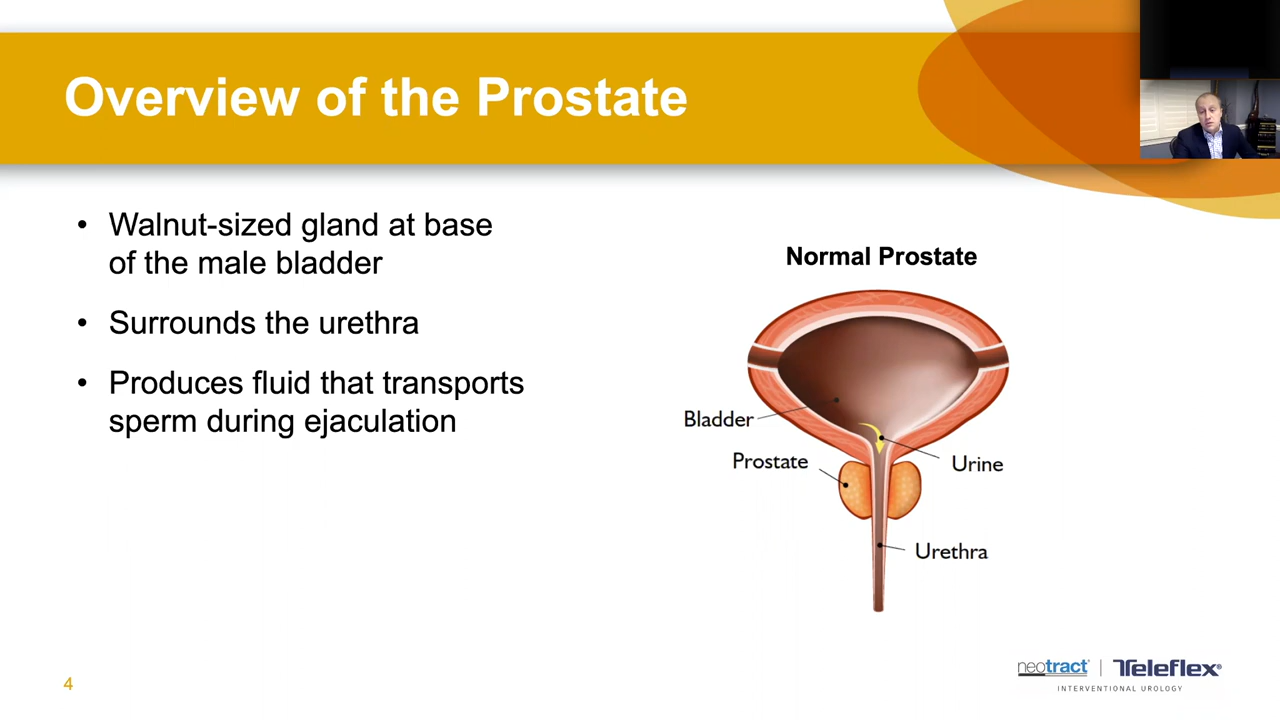 Overview of the Prostate
• Walnut-sized gland at base
of the male bladder
• Surrounds the urethra
• Produces fluid that transports
sperm during ejaculation
Normal Prostate
Bladder
Prostate
Urine
Urethra
4
neotract® | Teleflex®
INTERVENTIONAL UROLOGY